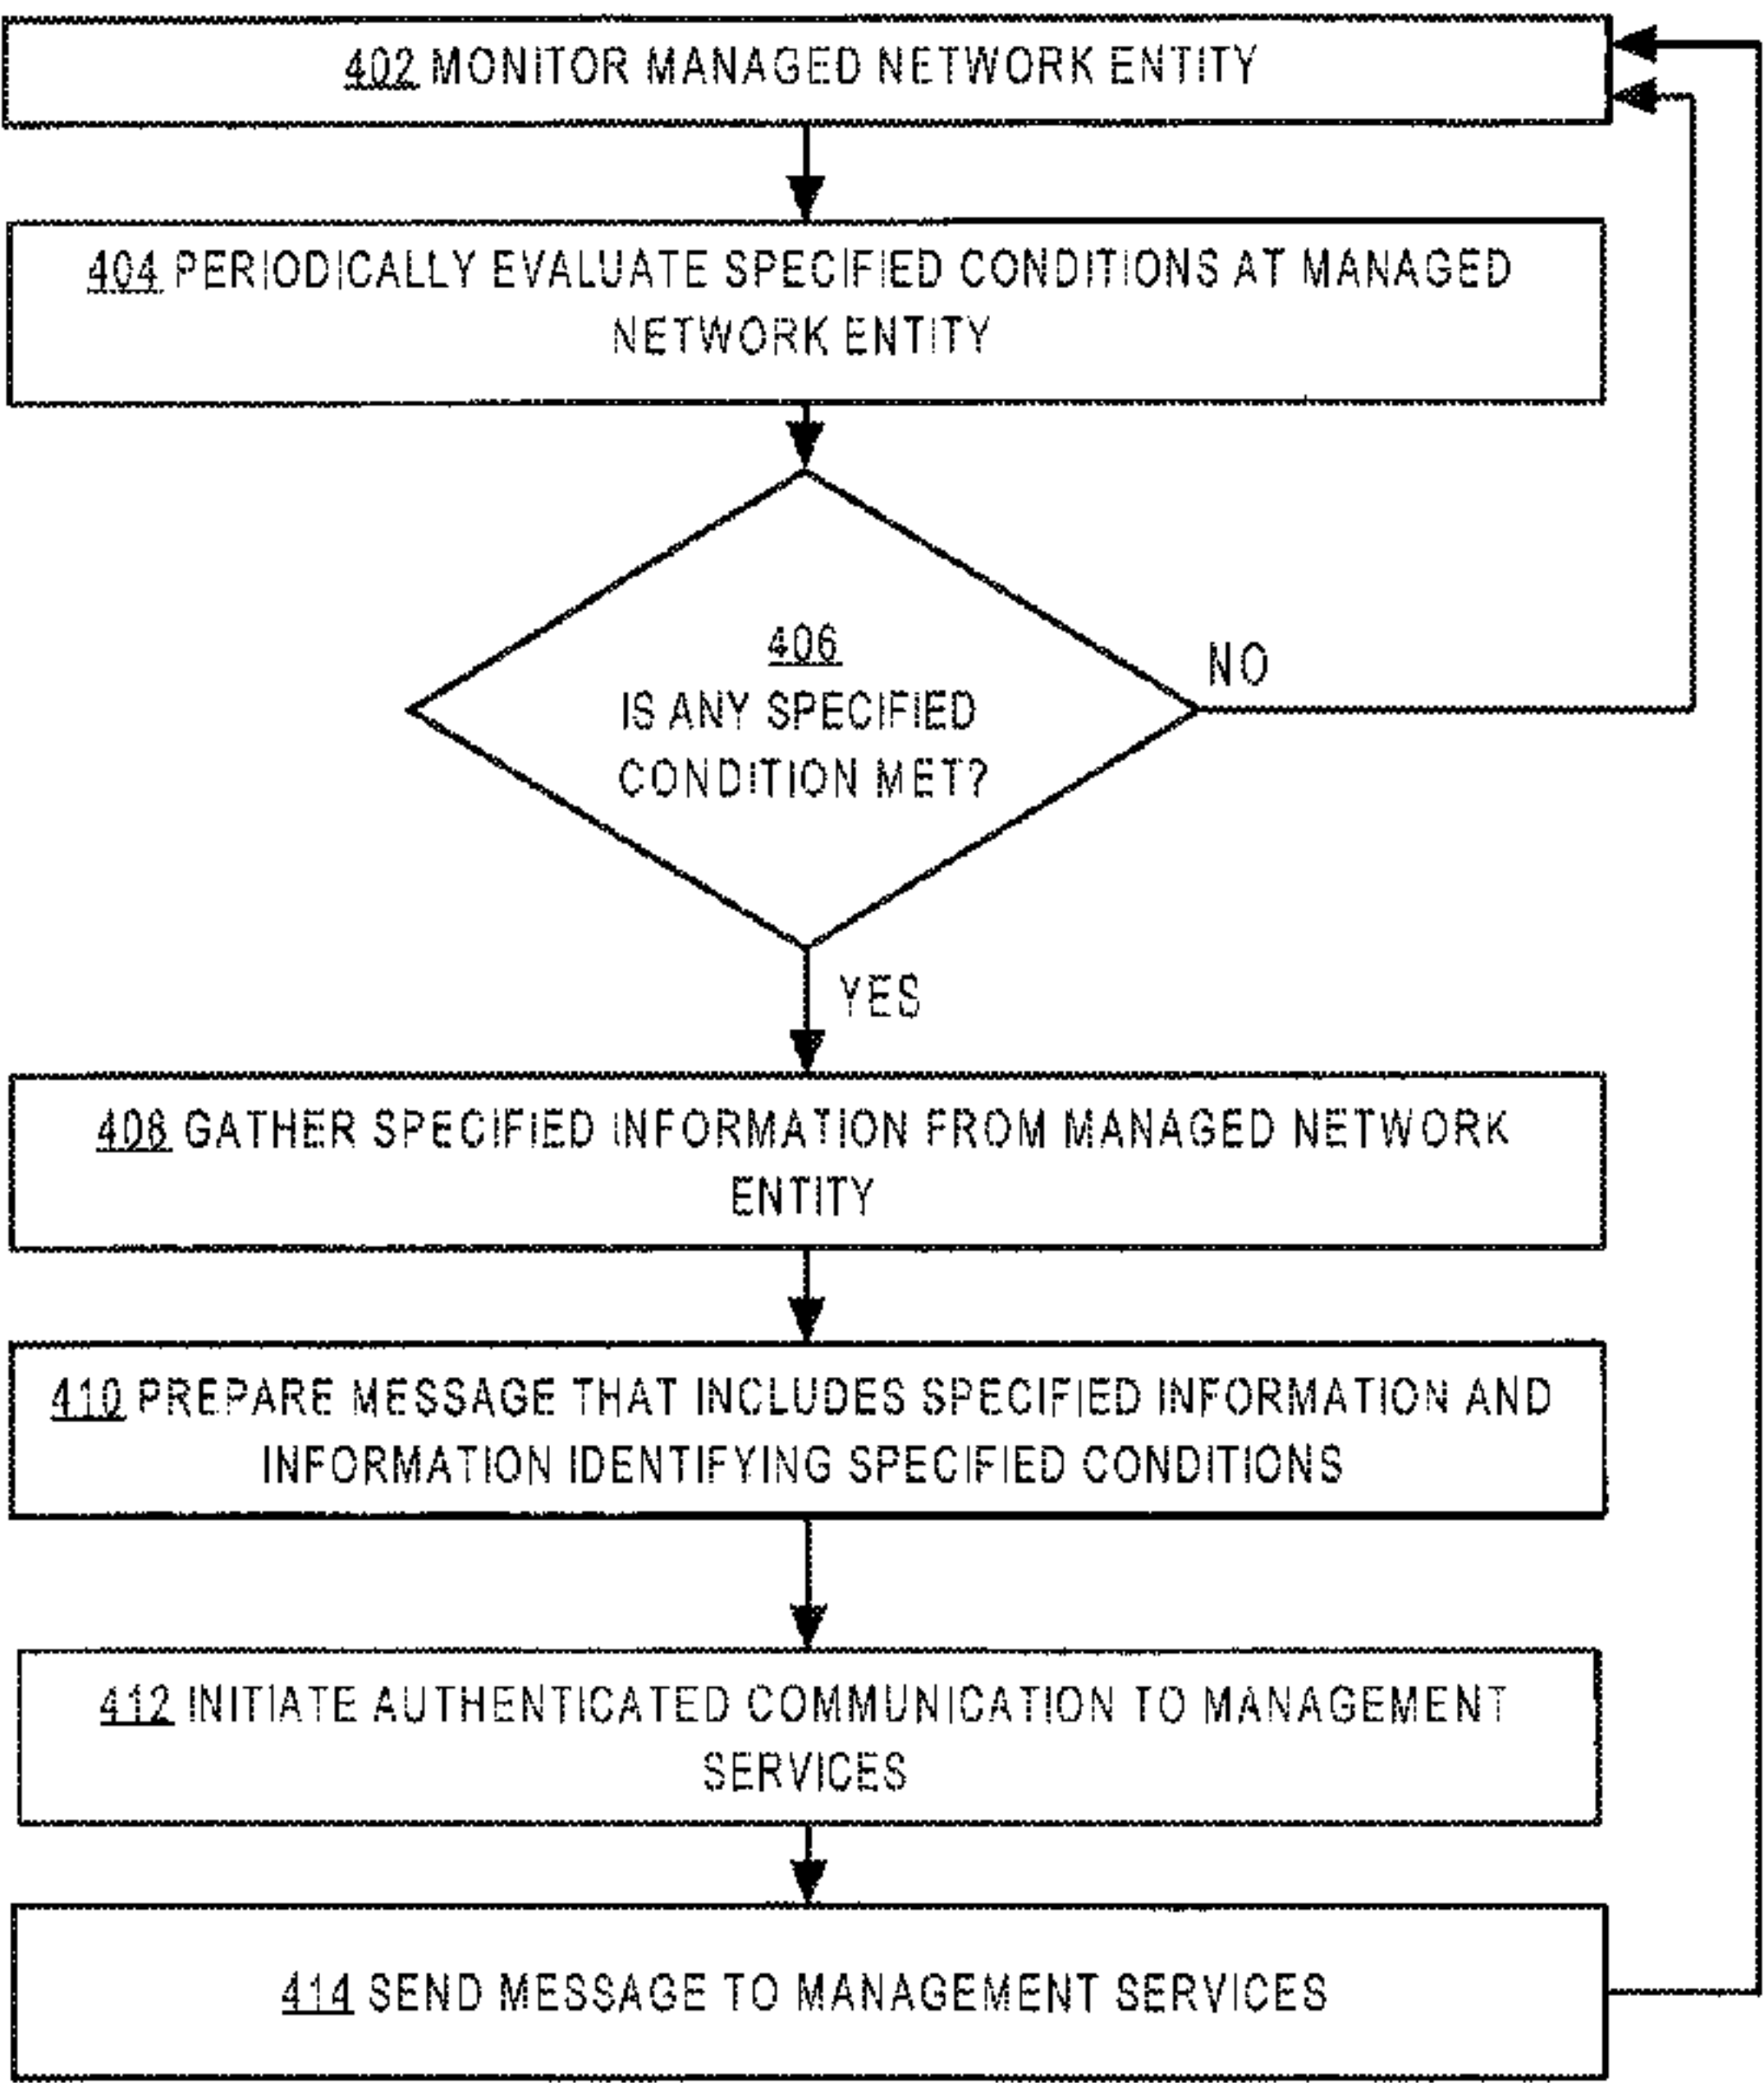 402 MONITOR MANAGED NETWORK ENTITY
404 PERIODICALLY EVALUATE SPECIFIED CONDITIONS AT MANAGED
NETWORK ENTITY
406
IS ANY SPECIFIED
CONDITION MET?
NO
YES
408 GATHER SPECIFIED INFORMATION FROM MANAGED NETWORK
ENTITY
410 PREPARE MESSAGE THAT INCLUDES SPECIFIED INFORMATION AND
INFORMATION IDENTIFYING SPECIFIED CONDITIONS
412 INITIATE AUTHENTICATED COMMUNICATION TO MANAGEMENT
SERVICES
414 SEND MESSAGE TO MANAGEMENT SERVICES